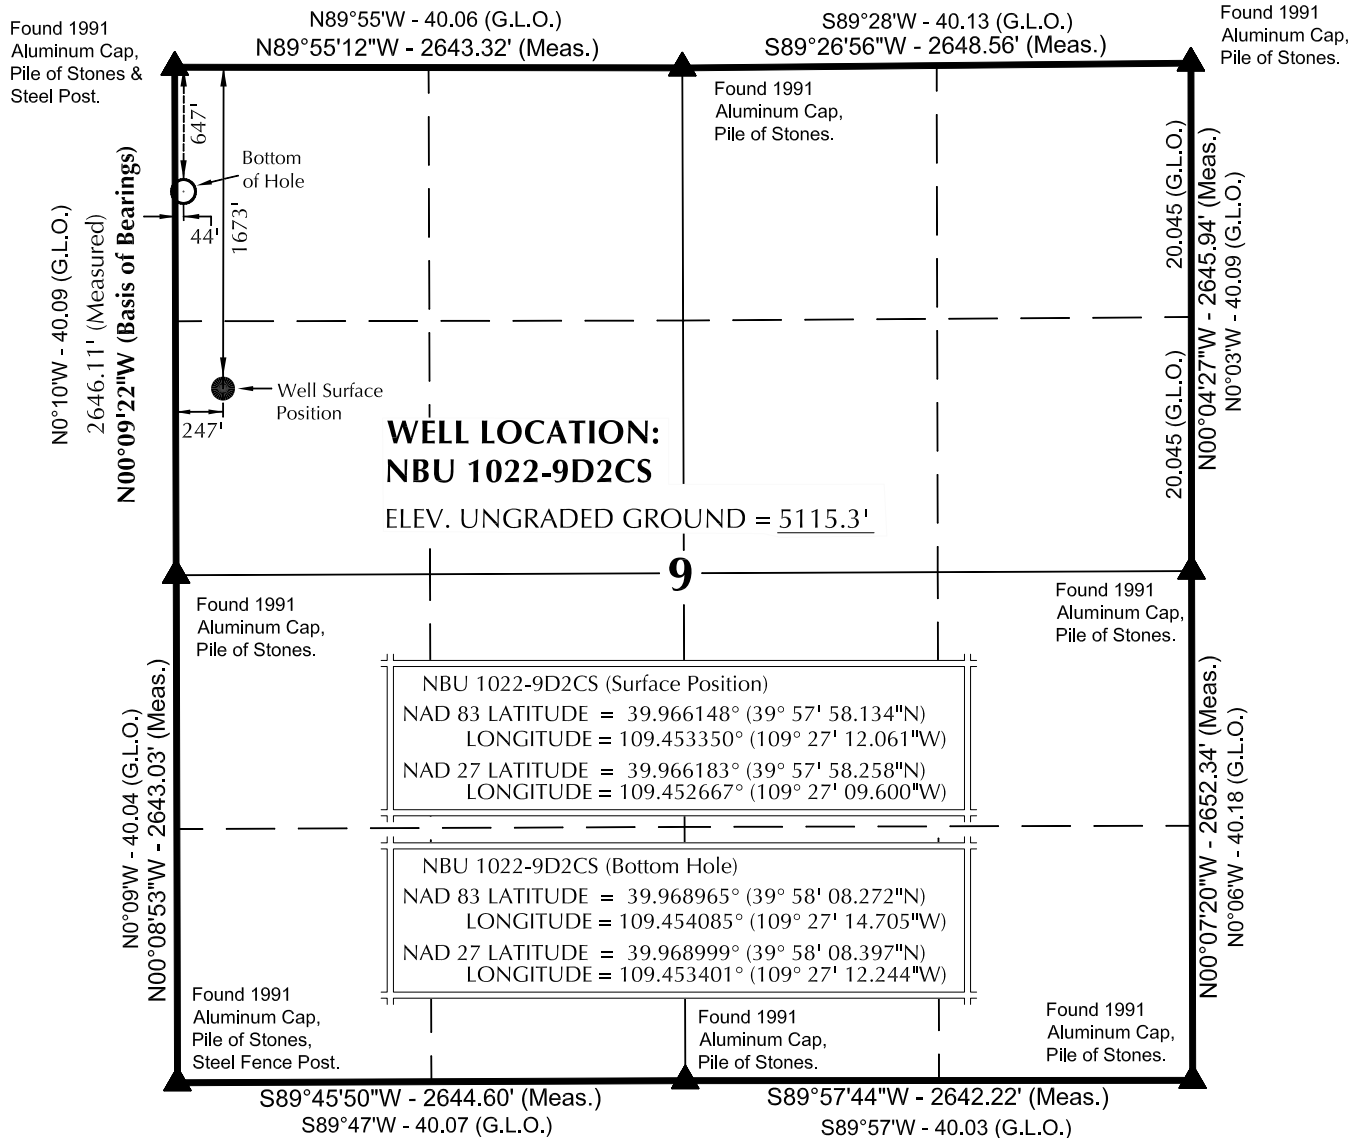 N89°55'W - 40.06 (G.L.O.)
N89°55'12"W - 2643.32' (Meas.)
S89°28'W - 40.13 (G.L.O.)
S89°26'56"W - 2648.56' (Meas.)
Found 1991
Aluminum Cap,
Pile of Stones &
Steel Post.
Found 1991
Aluminum Cap,
Pile of Stones.
Found 1991
Aluminum Cap,
Pile of Stones.
647'
Bottom
of Hole
44'
1673'
Well Surface
Position
247'
N0°10'W - 40.09 (G.L.O.)
2646.11' (Measured)
N00°09'22"W (Basis of Bearings)
20.045 (G.L.O.)
20.045 (G.L.O.)
N00°04'27"W - 2645.94' (Meas.)
N0°03'W - 40.09 (G.L.O.)
WELL LOCATION:
NBU 1022-9D2CS
ELEV. UNGRADED GROUND = 5115.3'
9
Found 1991
Aluminum Cap,
Pile of Stones.
Found 1991
Aluminum Cap,
Pile of Stones.
NBU 1022-9D2CS (Surface Position)
NAD 83 LATITUDE = 39.966148° (39° 57' 58.134"N)
LONGITUDE = 109.453350° (109° 27' 12.061"W)
NAD 27 LATITUDE = 39.966183° (39° 57' 58.258"N)
LONGITUDE = 109.452667° (109° 27' 09.600"W)
NBU 1022-9D2CS (Bottom Hole)
NAD 83 LATITUDE = 39.968965° (39° 58' 08.272"N)
LONGITUDE = 109.454085° (109° 27' 14.705"W)
NAD 27 LATITUDE = 39.968999° (39° 58' 08.397"N)
LONGITUDE = 109.453401° (109° 27' 12.244"W)
N0°09'W - 40.04 (G.L.O.)
N00°08'53"W - 2643.03' (Meas.)
N00°07'20"W - 2652.34' (Meas.)
N0°06'W - 40.18 (G.L.O.)
Found 1991
Aluminum Cap,
Pile of Stones,
Steel Fence Post.
Found 1991
Aluminum Cap,
Pile of Stones.
Found 1991
Aluminum Cap,
Pile of Stones.
S89°45'50"W - 2644.60' (Meas.)
S89°47'W - 40.07 (G.L.O.)
S89°57'44"W - 2642.22' (Meas.)
S89°57'W - 40.03 (G.L.O.)